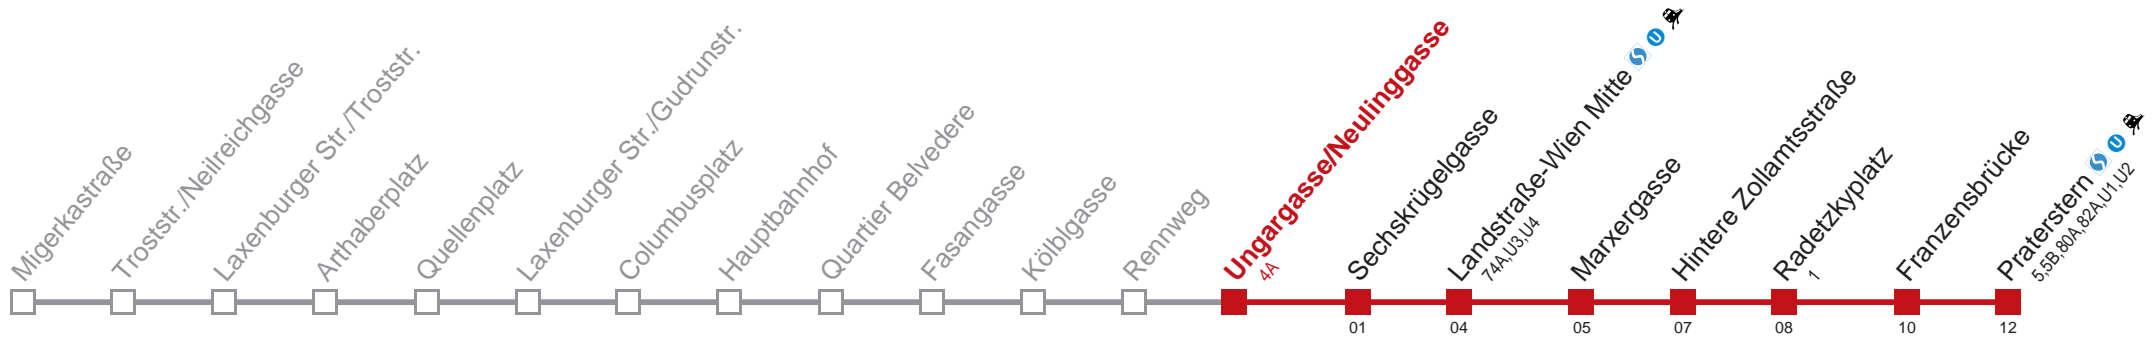 Migerkastraße
Troststr./Neilreichgasse
Laxenburger Str./Troststr.
Arthaberplatz
Quellenplatz
Laxenburger Str./Gudrunstr.
Columbusplatz
Hauptbahnhof
Quartier Belvedere
Fasangasse
Kölblgasse
Rennweg
Ungargasse/Neulinggasse
4A
Sechskrügelgasse
Landstraße-Wien Mitte S U
74A,U3,U4
Marxergasse
Hintere Zollamtsstraße
Radetzkyplatz
1
Franzensbrücke
Praterstern S U
5,5B,80A,82A,U1,U2
01 04 05 07 08 10 12